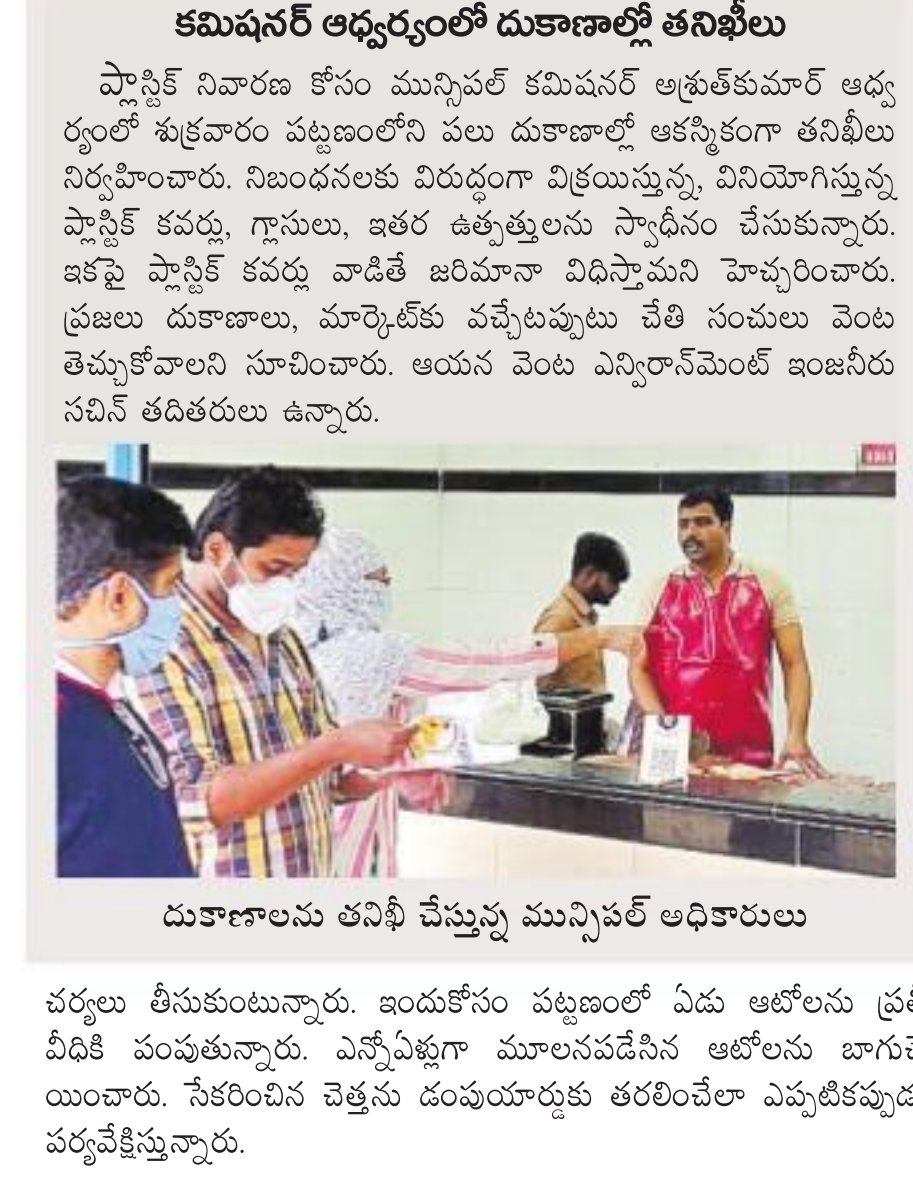 కమిషనర్ ఆధ్వర్యంలో దుకాణాల్లో తనిఖీలు
ప్లాస్టిక్ నివారణ కోసం మున్సిపల్ కమిషనర్ అశ్రుత్‌కుమార్ ఆధ్వ
ర్యంలో శుక్రవారం పట్టణంలోని పలు దుకాణాల్లో ఆకస్మికంగా తనిఖీలు
నిర్వహించారు. నిబంధనలకు విరుద్ధంగా విక్రయిస్తున్న, వినియోగిస్తున్న
ప్లాస్టిక్ కవర్లు, గ్లాసులు, ఇతర ఉత్పత్తులను స్వాధీనం చేసుకున్నారు.
ఇకపై ప్లాస్టిక్ కవర్లు వాడితే జరిమానా విధిస్తామని హెచ్చరించారు.
ప్రజలు దుకాణాలు, మార్కెట్‌కు వచ్చేటప్పుటు చేతి సంచులు వెంట
తెచ్చుకోవాలని సూచించారు. ఆయన వెంట ఎన్విరాన్‌మెంట్ ఇంజనీరు
సచిన్ తదితరులు ఉన్నారు.
దుకాణాలను తనిఖీ చేస్తున్న మున్సిపల్ అధికారులు
చర్యలు తీసుకుంటున్నారు. ఇందుకోసం పట్టణంలో ఏడు ఆటోలను ప్రతీ
వీధికి పంపుతున్నారు. ఎన్నోఏళ్లుగా మూలనపడేసిన ఆటోలను బాగుచే
యించారు. సేకరించిన చెత్తను డంపుయార్డుకు తరలించేలా ఎప్పటికప్పుడ
పర్యవేక్షిస్తున్నారు.